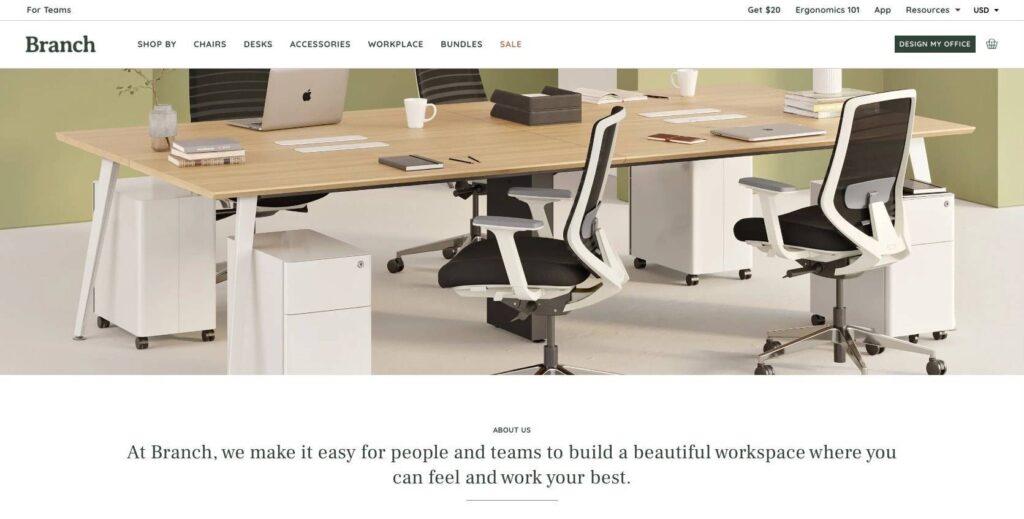 For Teams
Get $20 Ergonomics 101 App Resources USD
Branch SHOP BY CHAIRS DESKS ACCESSORIES WORKPLACE BUNDLES SALE DESIGN MY OFFICE
ABOUT US
At Branch, we make it easy for people and teams to build a beautiful workspace where you
can feel and work your best.